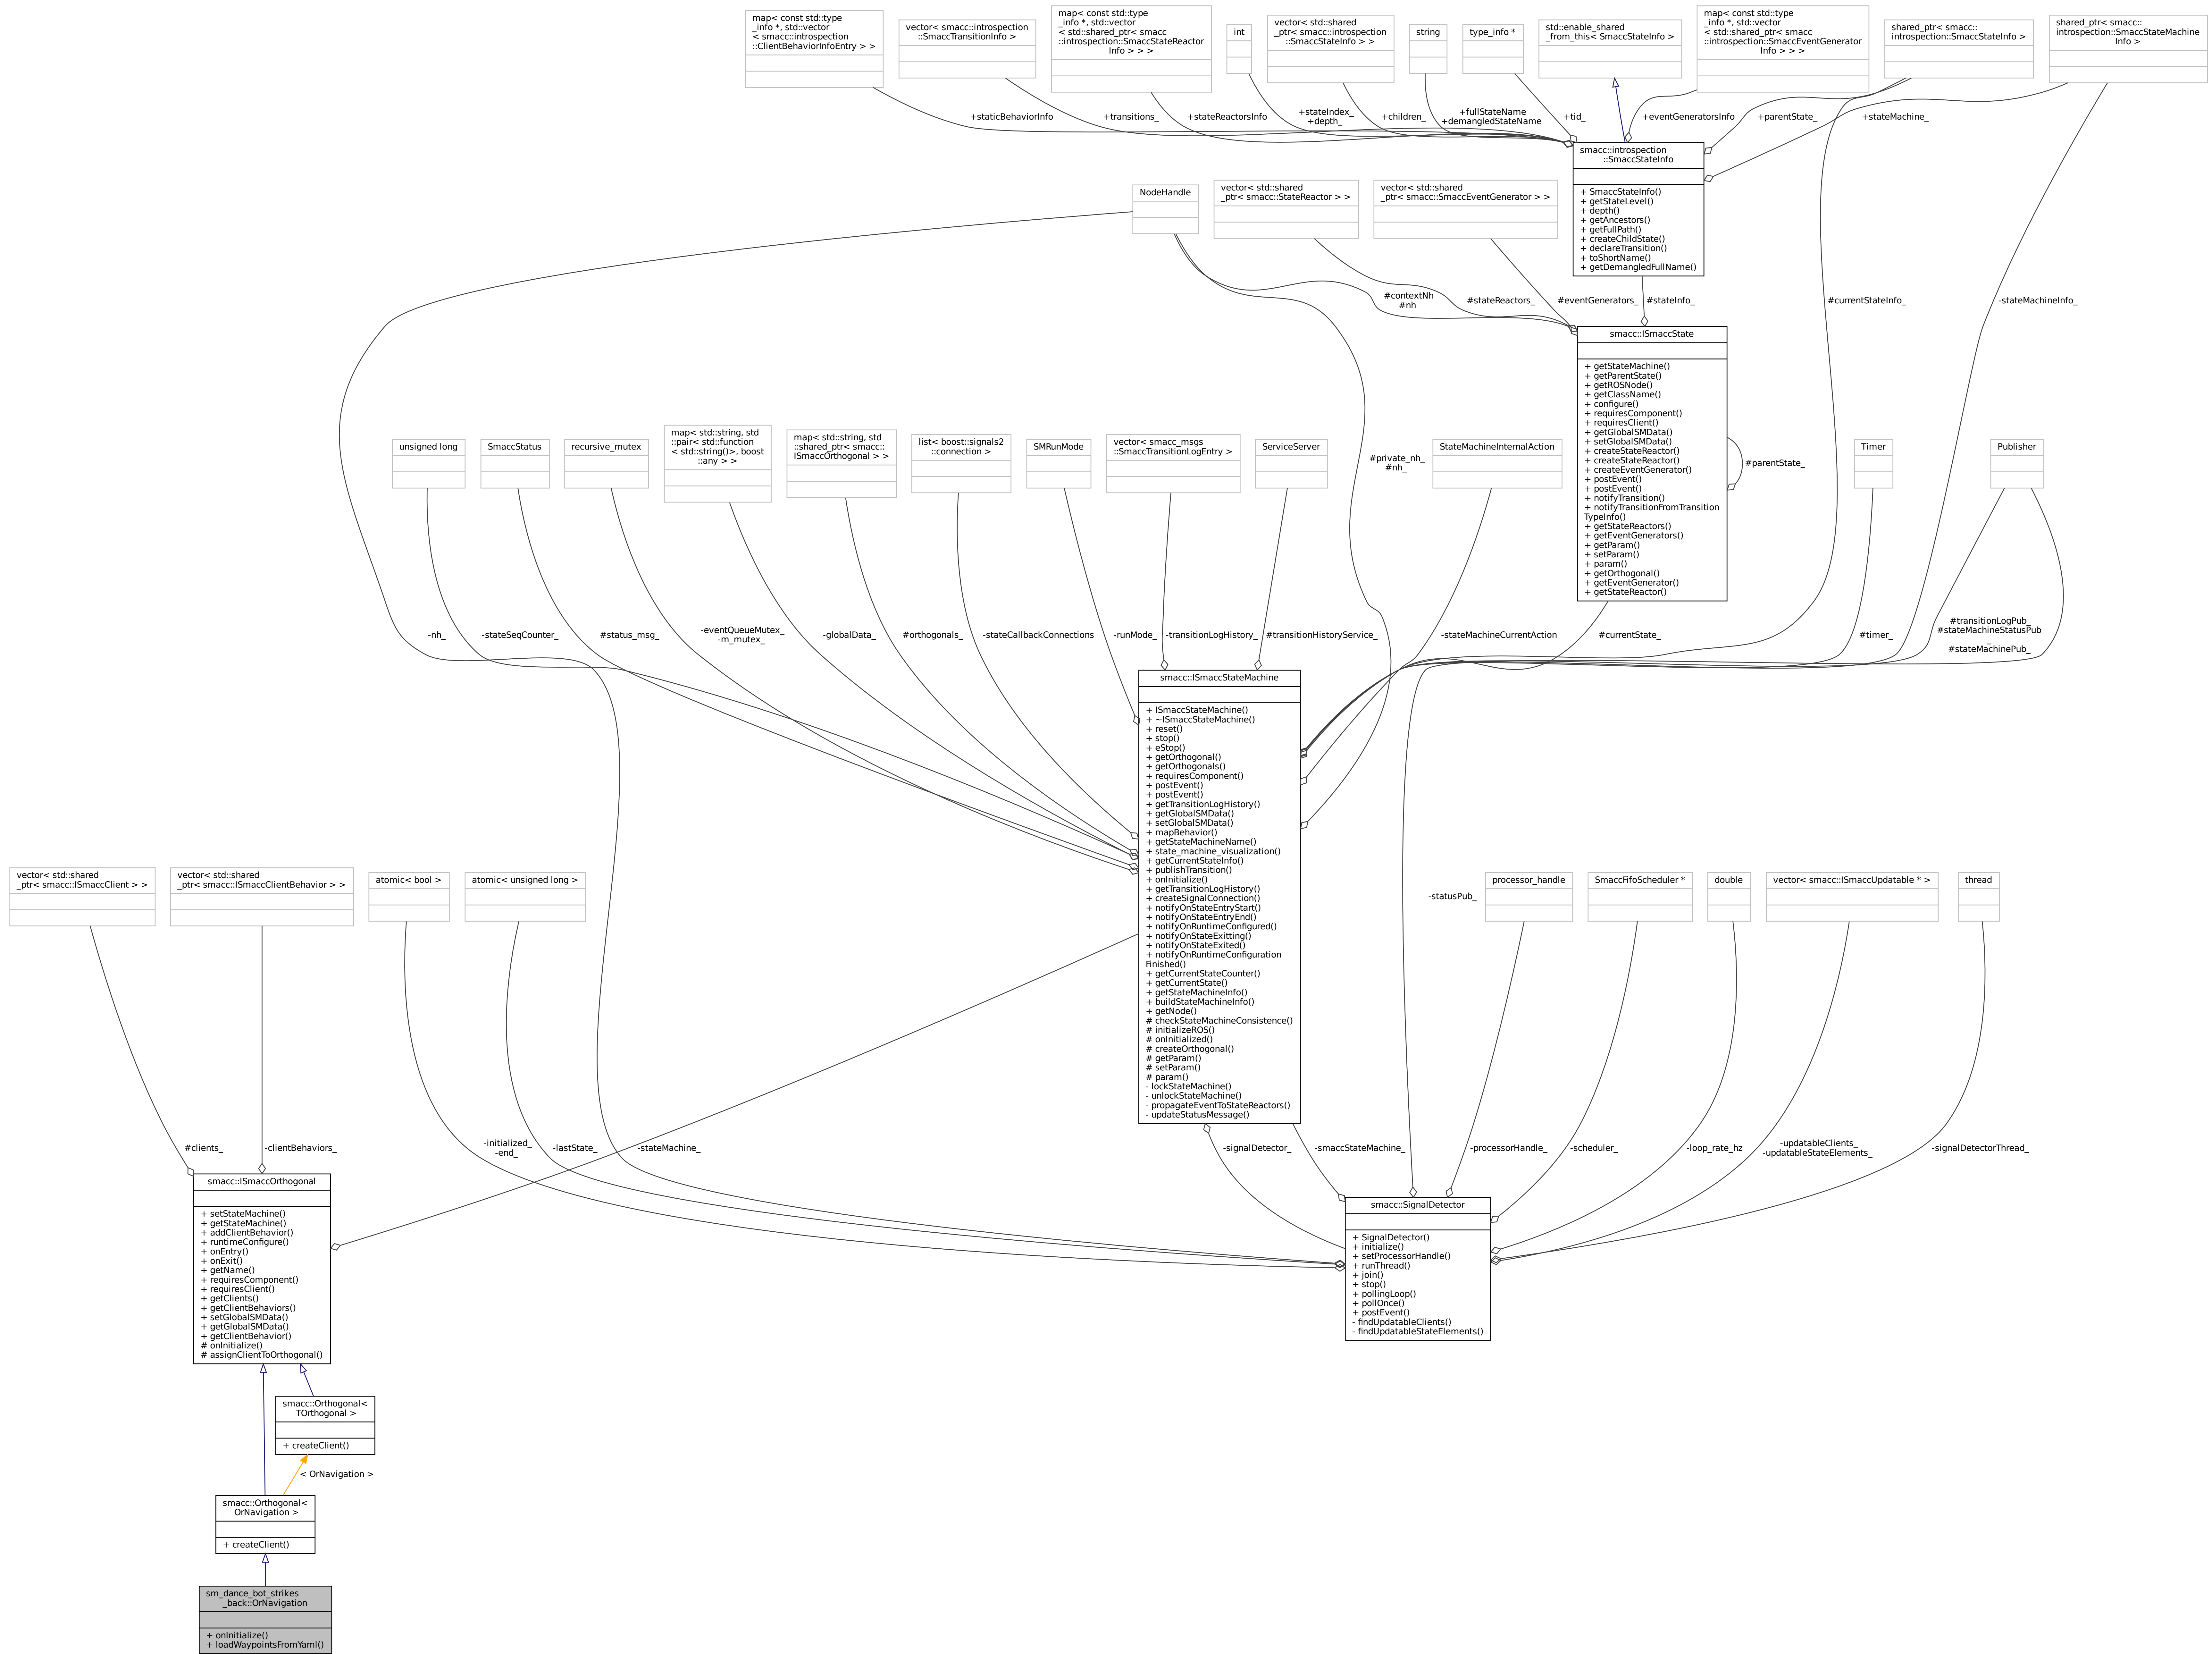 map< const std::type
_info *, std::vector
< smacc::introspection
::ClientBehaviorInfoEntry > >
vector< smacc::introspection
::SmaccTransitionInfo >
map< const std::type
_info *, std::vector
< std::shared_ptr< smacc
::introspection::SmaccStateReactor
Info > > >
int
vector< std::shared
_ptr< smacc::introspection
::SmaccStateInfo > >
string
type_info *
std::enable_shared
_from_this< SmaccStateInfo >
map< const std::type
_info *, std::vector
< std::shared_ptr< smacc
::introspection::SmaccEventGenerator
Info > > >
shared_ptr< smacc::
introspection::SmaccStateInfo >
shared_ptr< smacc::
introspection::SmaccStateMachine
Info >
+staticBehaviorInfo
+transitions_
+stateReactorsInfo
+stateIndex_
+depth_
+children_
+fullStateName
+demangledStateName
+tid_
+eventGeneratorsInfo
+parentState_
+stateMachine_
smacc::introspection
::SmaccStateInfo
+ SmaccStateInfo()
+ getStateLevel()
+ depth()
+ getAncestors()
+ getFullPath()
+ createChildState()
+ declareTransition()
+ toShortName()
+ getDemangledFullName()
NodeHandle
vector< std::shared
_ptr< smacc::StateReactor > >
vector< std::shared
_ptr< smacc::SmaccEventGenerator > >
#contextNh
#nh
#stateReactors_
#eventGenerators_
#stateInfo_
#currentStateInfo_
-stateMachineInfo_
smacc::ISmaccState
+ getStateMachine()
+ getParentState()
+ getROSNode()
+ getClassName()
+ configure()
+ requiresComponent()
+ requiresClient()
+ getGlobalSMData()
+ setGlobalSMData()
+ createStateReactor()
+ createStateReactor()
+ createEventGenerator()
+ postEvent()
+ postEvent()
+ notifyTransition()
+ notifyTransitionFromTransition
TypeInfo()
+ getStateReactors()
+ getEventGenerators()
+ getParam()
+ setParam()
+ param()
+ getOrthogonal()
+ getEventGenerator()
+ getStateReactor()
#parentState_
unsigned long
SmaccStatus
recursive_mutex
map< std::string, std
::pair< std::function
< std::string()>, boost
::any > >
map< std::string, std
::shared_ptr< smacc::
ISmaccOrthogonal > >
list< boost::signals2
::connection >
SMRunMode
vector< smacc_msgs
::SmaccTransitionLogEntry >
ServiceServer
#private_nh_
#nh_
StateMachineInternalAction
Timer
Publisher
-nh_
-stateSeqCounter_
#status_msg_
-eventQueueMutex_
-m_mutex_
-globalData_
#orthogonals_
-stateCallbackConnections
-runMode_
-transitionLogHistory_
#transitionHistoryService_
-stateMachineCurrentAction
#currentState_
#timer_
#transitionLogPub_
#stateMachineStatusPub
_
#stateMachinePub_
smacc::ISmaccStateMachine
+ ISmaccStateMachine()
+ ~ISmaccStateMachine()
+ reset()
+ stop()
+ eStop()
+ getOrthogonal()
+ getOrthogonals()
+ requiresComponent()
+ postEvent()
+ postEvent()
+ getTransitionLogHistory()
+ getGlobalSMData()
+ setGlobalSMData()
+ mapBehavior()
+ getStateMachineName()
+ state_machine_visualization()
+ getCurrentStateInfo()
+ publishTransition()
+ onInitialize()
+ getTransitionLogHistory()
+ createSignalConnection()
+ notifyOnStateEntryStart()
+ notifyOnStateEntryEnd()
+ notifyOnRuntimeConfigured()
+ notifyOnStateExitting()
+ notifyOnStateExited()
+ notifyOnRuntimeConfiguration
Finished()
+ getCurrentStateCounter()
+ getCurrentState()
+ getStateMachineInfo()
+ buildStateMachineInfo()
+ getNode()
# checkStateMachineConsistence()
# initializeROS()
# onInitialized()
# createOrthogonal()
# getParam()
# setParam()
# param()
- lockStateMachine()
- unlockStateMachine()
- propagateEventToStateReactors()
- updateStatusMessage()
vector< std::shared
_ptr< smacc::ISmaccClient > >
vector< std::shared
_ptr< smacc::ISmaccClientBehavior > >
atomic< bool >
atomic< unsigned long >
-statusPub_
processor_handle
SmaccFifoScheduler *
double
vector< smacc::ISmaccUpdatable * >
thread
#clients_
-clientBehaviors_
-initialized_
-end_
-lastState_
-stateMachine_
-signalDetector_
-smaccStateMachine_
-processorHandle_
-scheduler_
-loop_rate_hz
-updatableClients_
-updatableStateElements_
-signalDetectorThread_
smacc::ISmaccOrthogonal
+ setStateMachine()
+ getStateMachine()
+ addClientBehavior()
+ runtimeConfigure()
+ onEntry()
+ onExit()
+ getName()
+ requiresComponent()
+ requiresClient()
+ getClients()
+ getClientBehaviors()
+ setGlobalSMData()
+ getGlobalSMData()
+ getClientBehavior()
# onInitialize()
# assignClientToOrthogonal()
smacc::SignalDetector
+ SignalDetector()
+ initialize()
+ setProcessorHandle()
+ runThread()
+ join()
+ stop()
+ pollingLoop()
+ pollOnce()
+ postEvent()
- findUpdatableClients()
- findUpdatableStateElements()
smacc::Orthogonal<
TOrthogonal >
+ createClient()
< OrNavigation >
smacc::Orthogonal<
OrNavigation >
+ createClient()
sm_dance_bot_strikes
_back::OrNavigation
+ onInitialize()
+ loadWaypointsFromYaml()